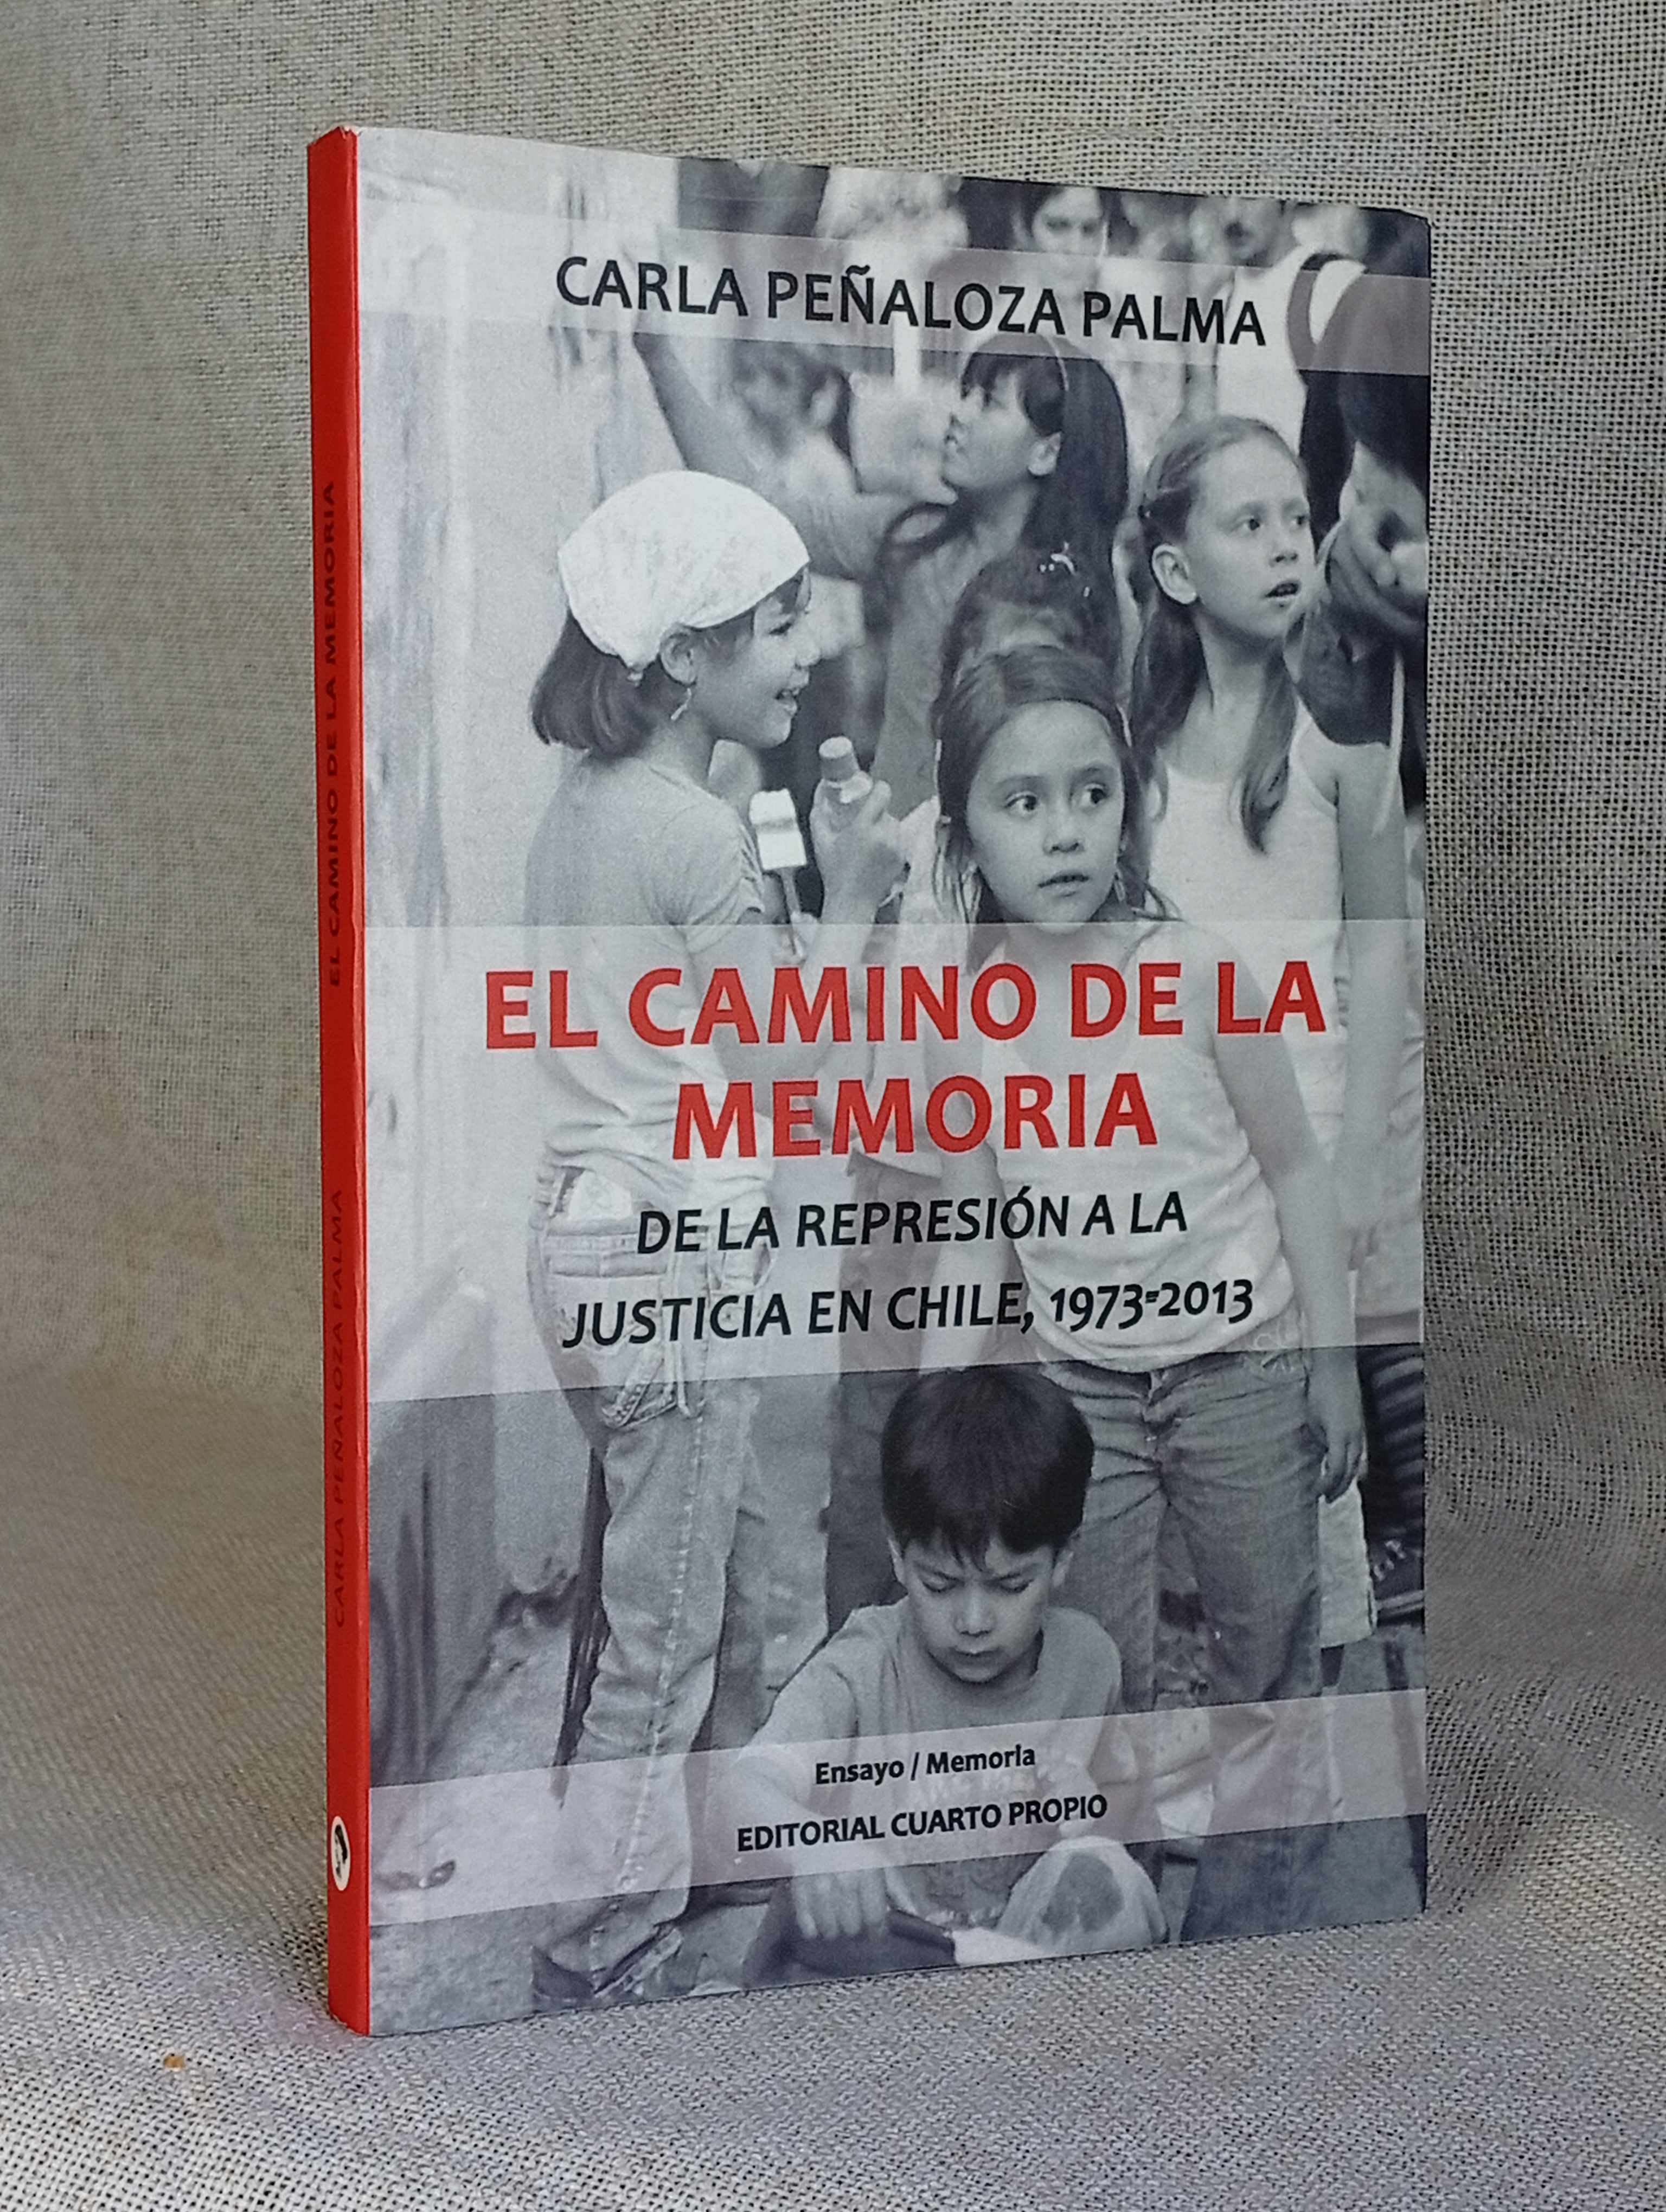 CARLA PEÑALOZA PALMA
EL CAMINO DE LA
MEMORIA
DE LA REPRESIÓN A LA
JUSTICIA EN CHILE, 1973-2013
Ensayo / Memoria
EDITORIAL CUARTO PROPIO
EL CAMINO DE LA MEMORIA
CARLA PEÑALOZA PALMA